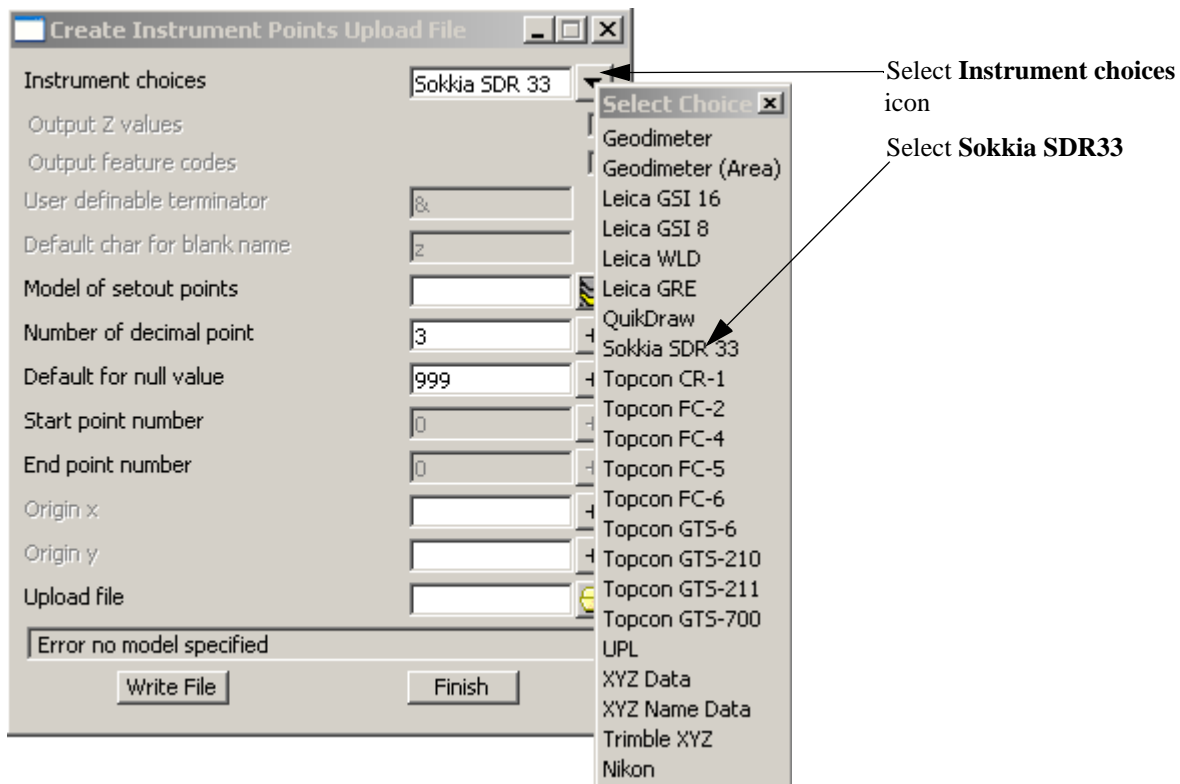 Create Instrument Points Upload File
Instrument choices
Sokkia SDR 33
Output Z values
Output feature codes
User definable terminator
&
Default char for blank name
z
Model of setout points
Number of decimal point
3
Default for null value
999
Start point number
0
End point number
0
Origin x
Origin y
Upload file
Error no model specified
Write File
Finish
Select Choice
Geodimeter
Geodimeter (Area)
Leica GSI 16
Leica GSI 8
Leica WLD
Leica GRE
QuikDraw
Sokkia SDR 33
Topcon CR-1
Topcon FC-2
Topcon FC-4
Topcon FC-5
Topcon FC-6
Topcon GTS-6
Topcon GTS-210
Topcon GTS-211
Topcon GTS-700
UPL
XYZ Data
XYZ Name Data
Trimble XYZ
Nikon
Select Instrument choices
icon
Select Sokkia SDR33